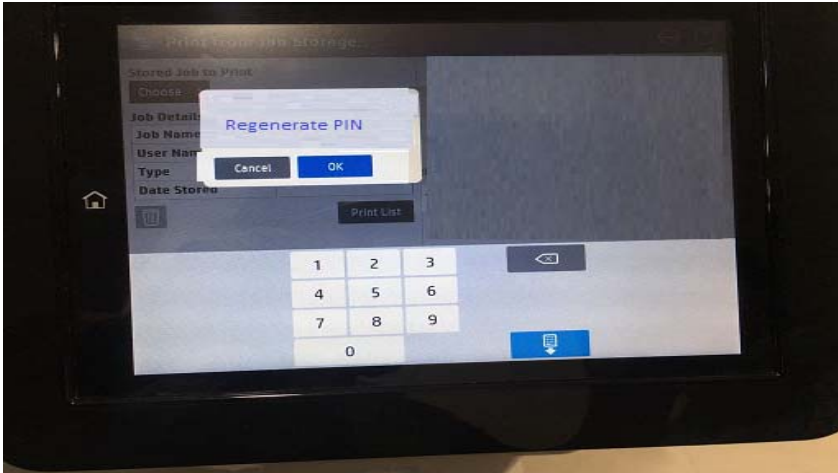 Print from Job Storage
Stored Job to Print
Choose
Job Details
Job Name
User Nam
Type
Date Stored
Regenerate PIN
Cancel OK
Print List
1 2 3
4 5 6
7 8 9
0